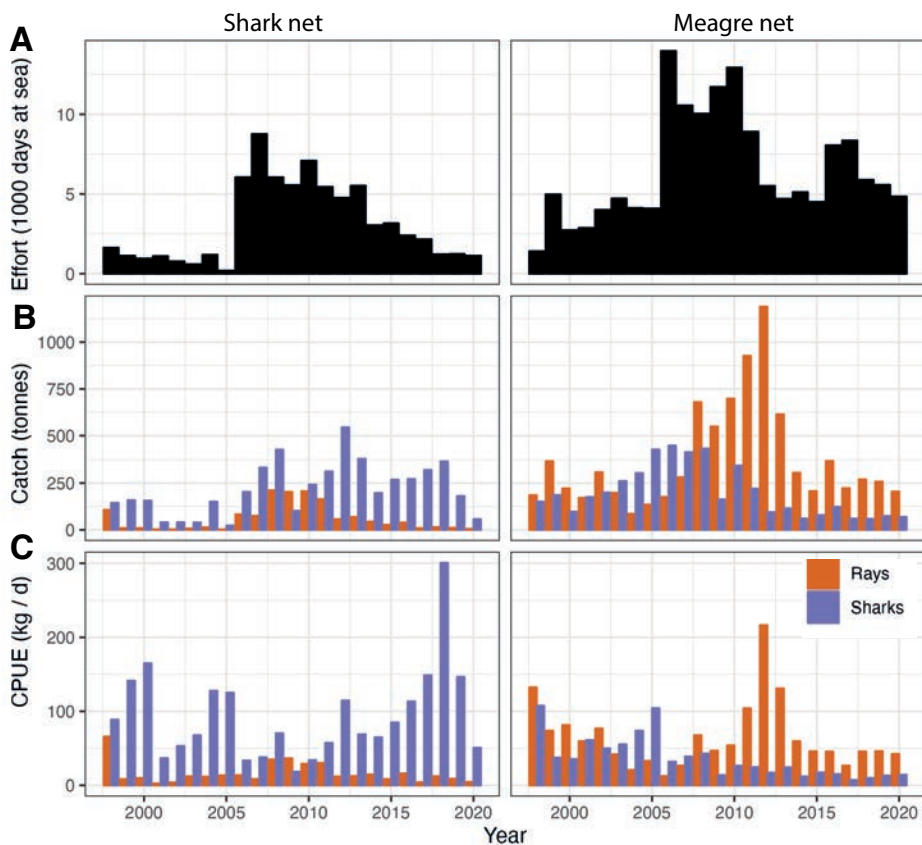 Shark net
Meagre net
A
Effort (1000 days at sea)
10
5
0
B
Catch (tonnes)
1000
750
500
250
0
C
CPUE (kg / d)
300
200
100
0
Rays
Sharks
2000 2005 2010 2015 2020
2000 2005 2010 2015 2020
Year